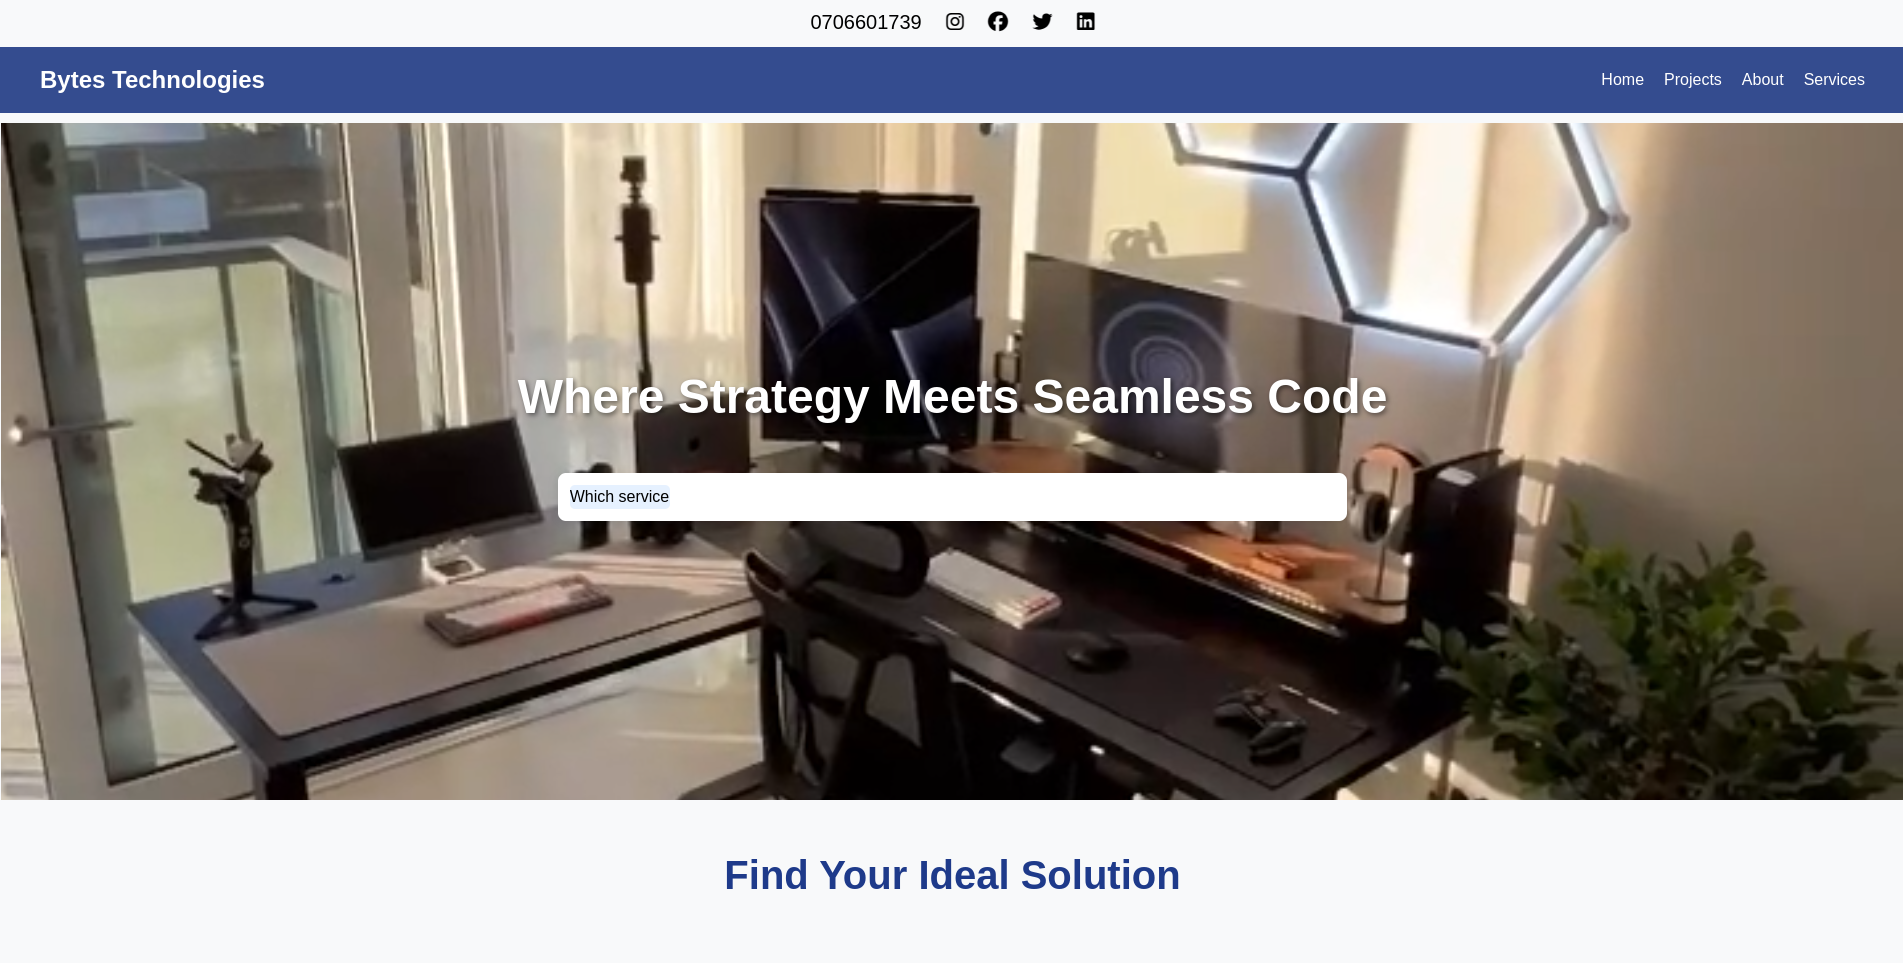 0706601739
Bytes Technologies
Home Projects About Services
Where Strategy Meets Seamless Code
Which service
Find Your Ideal Solution